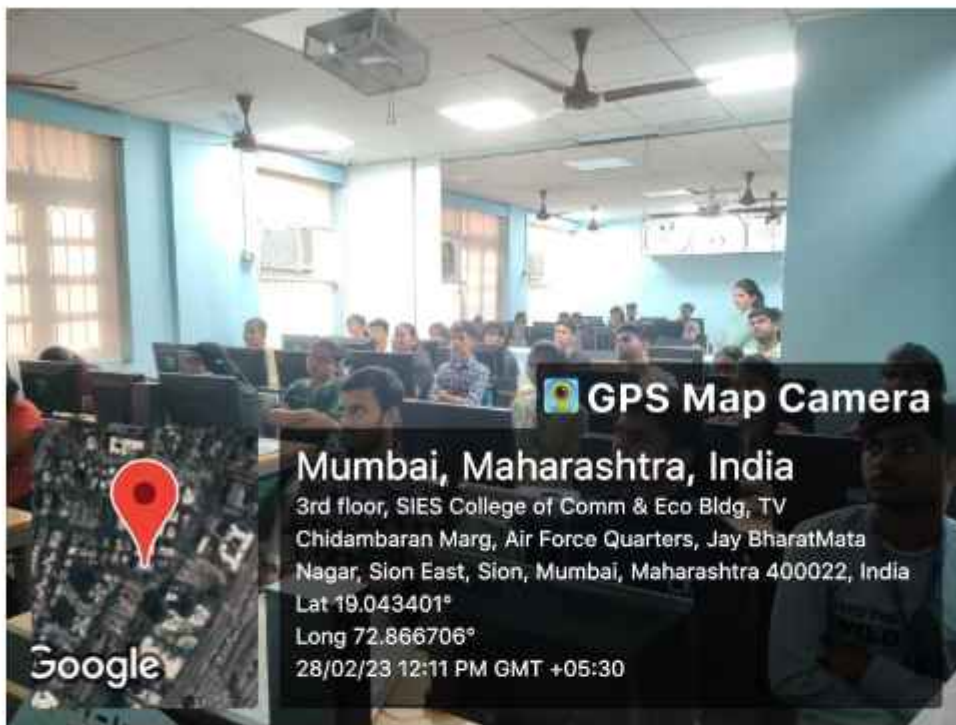 GPS Map Camera
Mumbai, Maharashtra, India
3rd floor, SIES College of Comm & Eco Bldg, TV
Chidambaran Marg, Air Force Quarters, Jay BharatMata
Nagar, Sion East, Sion, Mumbai, Maharashtra 400022, India
Lat 19.043401°
Long 72.866706°
28/02/23 12:11 PM GMT +05:30
Google